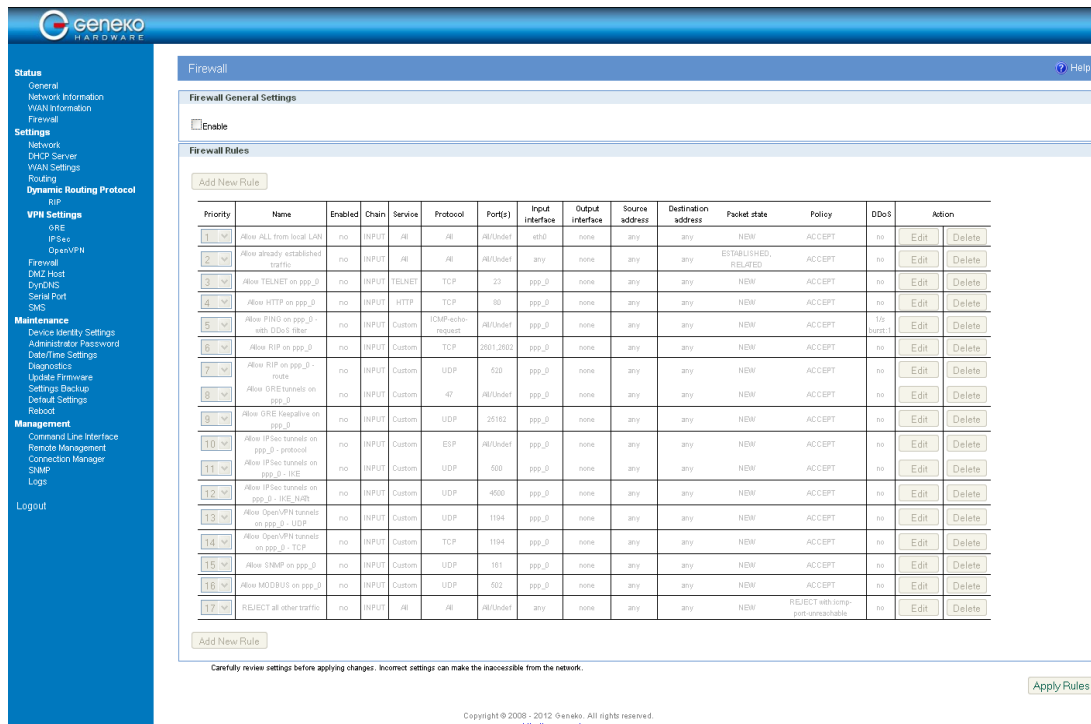 Geneko
HARDWARE
Status
General
Network Information
WAN Information
Firewall
Settings
Network
DHCP Server
WAN Settings
Routing
Dynamic Routing Protocol
RIP
VPN Settings
GRE
IPSec
OpenVPN
Firewall
DMZ Host
DynDNS
Serial Port
SMS
Maintenance
Device Identity Settings
Administrator Password
Date/Time Settings
Diagnostics
Update Firmware
Settings Backup
Default Settings
Reboot
Management
Command Line Interface
Remote Management
Connection Manager
SNMP
Logs
Logout
Firewall
Help
Firewall General Settings
Enable
Firewall Rules
Add New Rule
Priority Name Enabled Chain Service Protocol Port(s) Input interface Output interface Source address Destination address Packet state Policy DDoS Action
1 Allow ALL from local LAN no INPUT All All All/Undef eth0 none any any NEW ACCEPT no Edit Delete
2 Allow already established traffic no INPUT All All All/Undef any none any any ESTABLISHED, RELATED ACCEPT no Edit Delete
3 Allow TELNET on ppp_0 no INPUT TELNET TCP 23 ppp_0 none any any NEW ACCEPT no Edit Delete
4 Allow HTTP on ppp_0 no INPUT HTTP TCP 80 ppp_0 none any any NEW ACCEPT no Edit Delete
5 Allow PING on ppp_0 - with DDoS filter no INPUT Custom ICMP-echo-request All/Undef ppp_0 none any any NEW ACCEPT 1/s burst:1 Edit Delete
6 Allow RIP on ppp_0 no INPUT Custom TCP 2601,2602 ppp_0 none any any NEW ACCEPT no Edit Delete
7 Allow RIP on ppp_0 - route no INPUT Custom UDP 520 ppp_0 none any any NEW ACCEPT no Edit Delete
8 Allow GRE tunnels on ppp_0 no INPUT Custom 47 All/Undef ppp_0 none any any NEW ACCEPT no Edit Delete
9 Allow GRE Keepalive on ppp_0 no INPUT Custom UDP 25162 ppp_0 none any any NEW ACCEPT no Edit Delete
10 Allow IPSec tunnels on ppp_0 - protocol no INPUT Custom ESP All/Undef ppp_0 none any any NEW ACCEPT no Edit Delete
11 Allow IPSec tunnels on ppp_0 - IKE no INPUT Custom UDP 500 ppp_0 none any any NEW ACCEPT no Edit Delete
12 Allow IPSec tunnels on ppp_0 - IKE_NATt no INPUT Custom UDP 4500 ppp_0 none any any NEW ACCEPT no Edit Delete
13 Allow OpenVPN tunnels on ppp_0 - UDP no INPUT Custom UDP 1194 ppp_0 none any any NEW ACCEPT no Edit Delete
14 Allow OpenVPN tunnels on ppp_0 - TCP no INPUT Custom TCP 1194 ppp_0 none any any NEW ACCEPT no Edit Delete
15 Allow SNMP on ppp_0 no INPUT Custom UDP 161 ppp_0 none any any NEW ACCEPT no Edit Delete
16 Allow MODBUS on ppp_0 no INPUT Custom UDP 502 ppp_0 none any any NEW ACCEPT no Edit Delete
17 REJECT all other traffic no INPUT All All All/Undef any none any any NEW REJECT with icmp-port-unreachable no Edit Delete
Add New Rule
Carefully review settings before applying changes. Incorrect settings can make the inaccessible from the network.
Apply Rules
Copyright © 2008 - 2012 Geneko. All rights reserved.